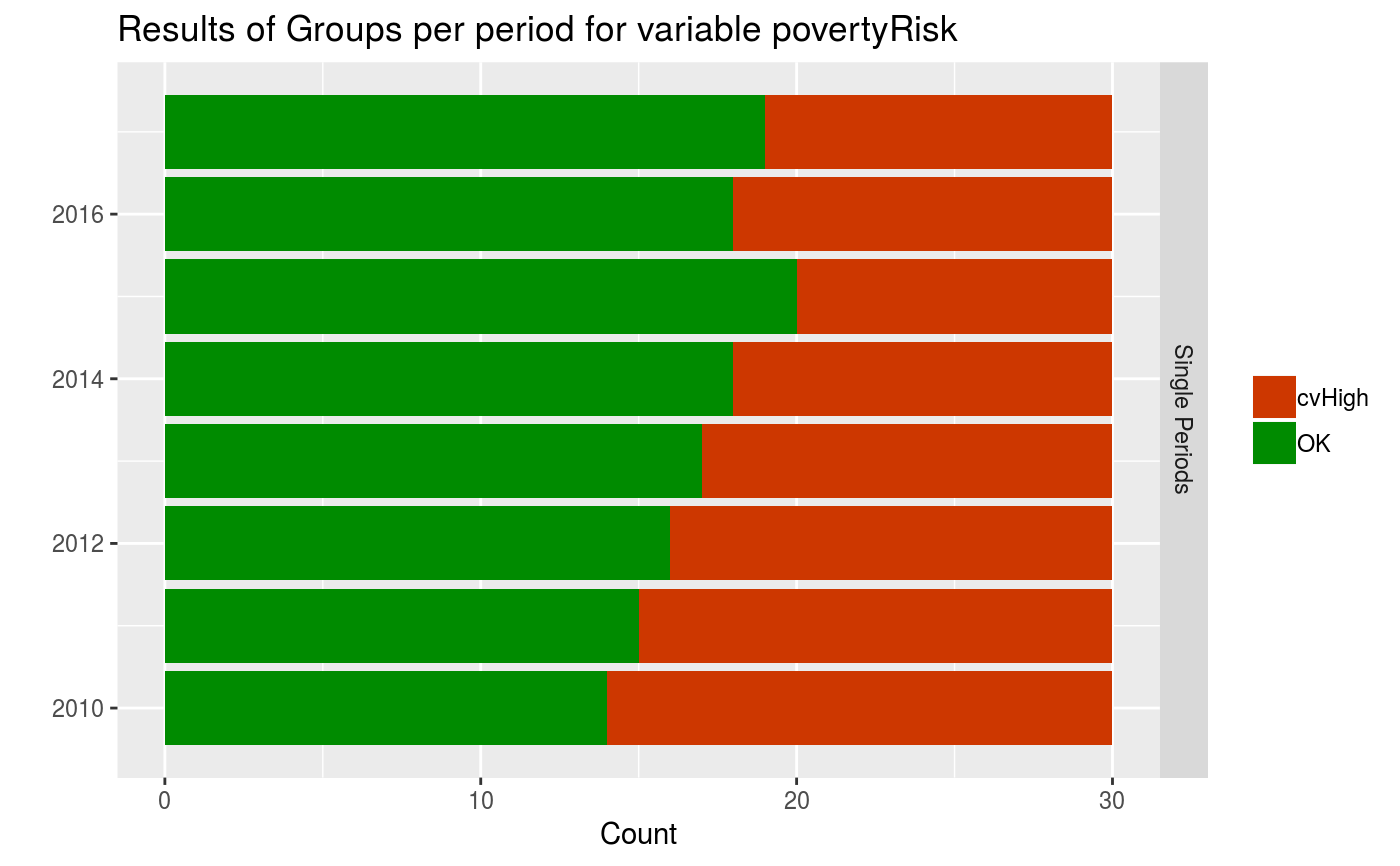 Results of Groups per period for variable povertyRisk
2016
2014
2012
2010
0 10 20 30
Count
Single Periods
cvHigh
OK